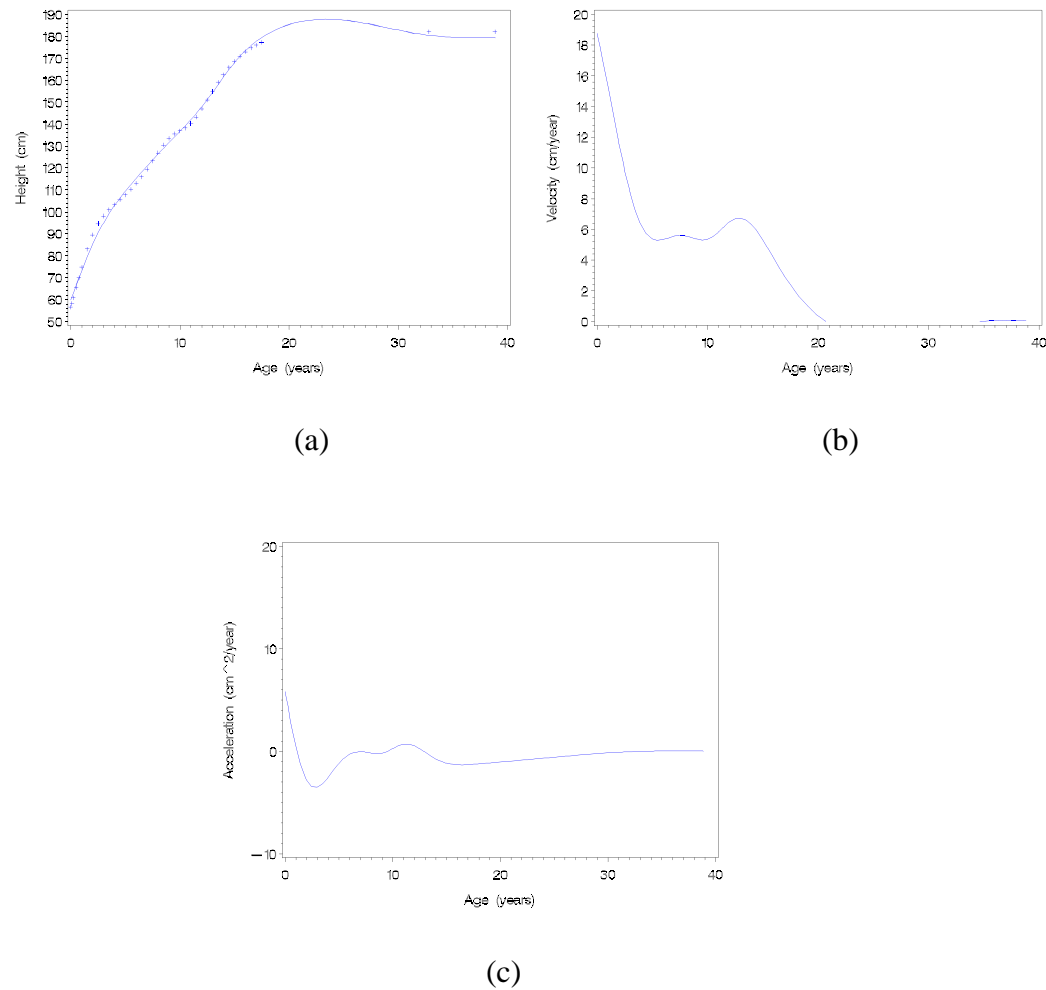 190
180
170
160
150
140
130
120
110
100
90
80
70
60
50
Height (cm)
0 10 20 30 40
Age (years)
(a)
20
18
16
14
12
10
8
6
4
2
0
Velocity (cm/year)
0 10 20 30 40
Age (years)
(b)
20
10
0
−10
Acceleration (cm^2/year)
0 10 20 30 40
Age (years)
(c)